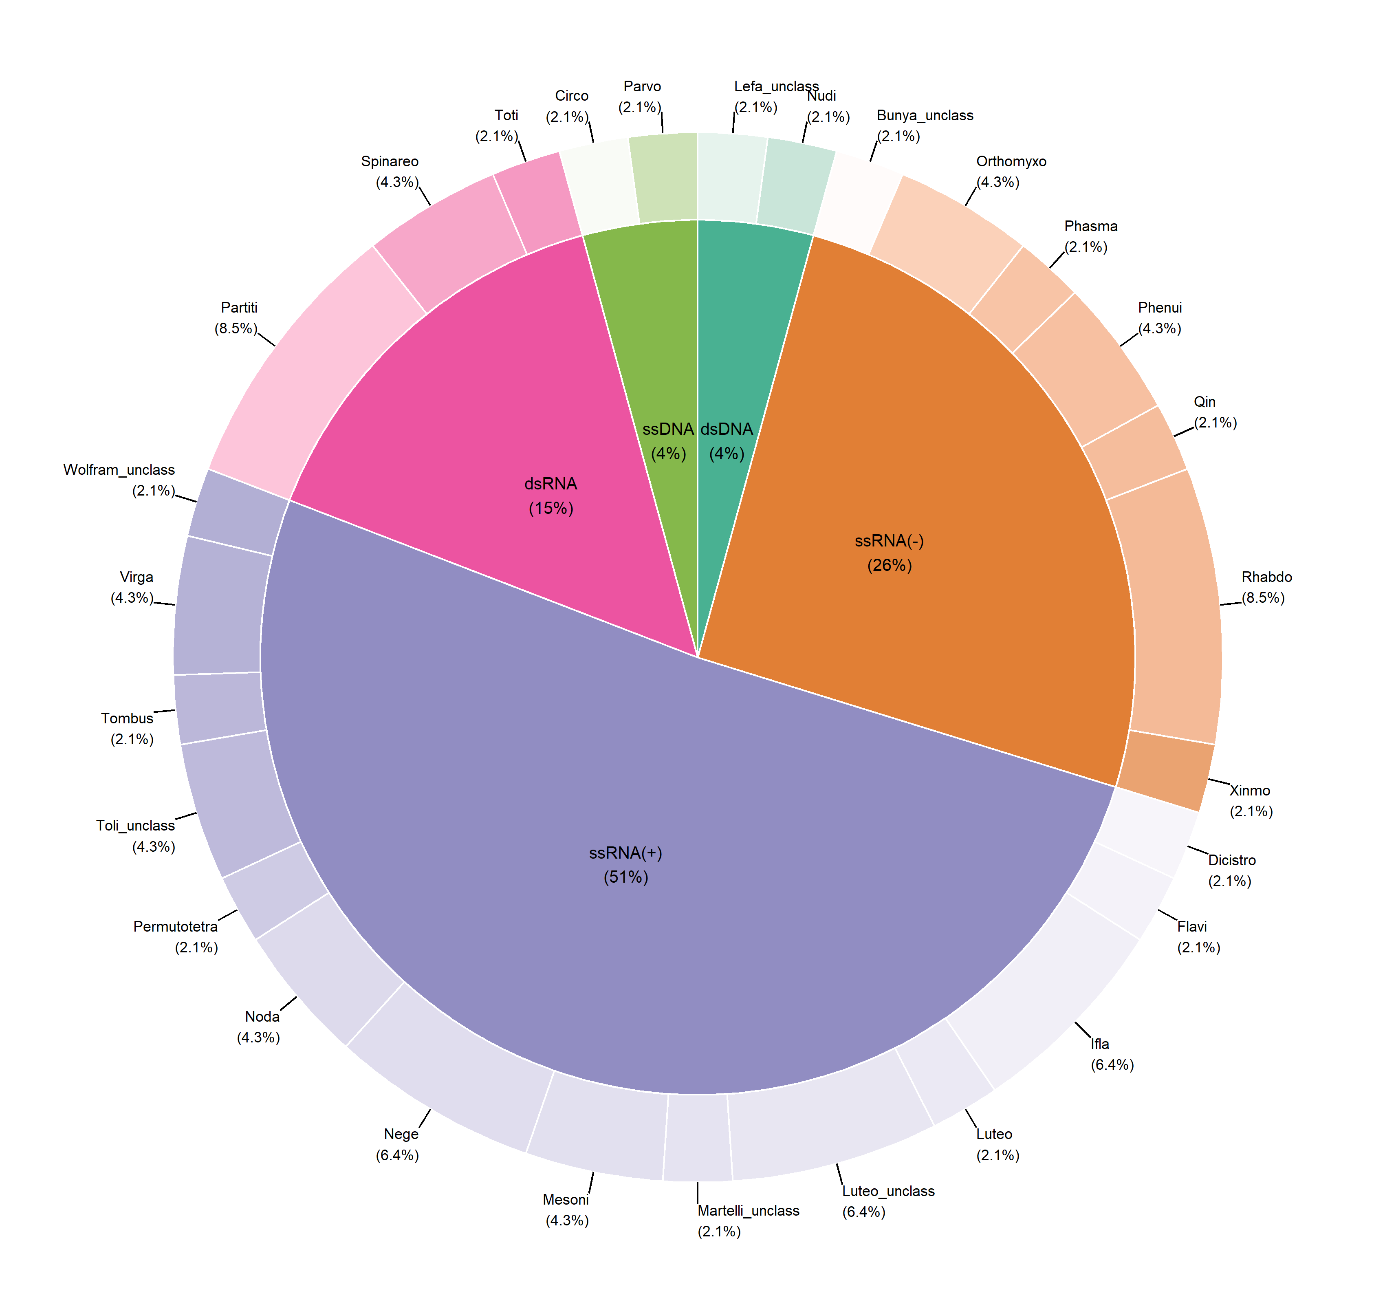 Parvo
(2.1%)
Lefa_unclass
(2.1%)
Nudi
(2.1%)
Bunya_unclass
(2.1%)
Orthomyxo
(4.3%)
Phasma
(2.1%)
Phenui
(4.3%)
Qin
(2.1%)
Rhabdo
(8.5%)
Xinmo
(2.1%)
Dicistro
(2.1%)
Flavi
(2.1%)
Ifla
(6.4%)
Luteo
(2.1%)
Luteo_unclass
(6.4%)
Martelli_unclass
(2.1%)
Mesoni
(4.3%)
Nege
(6.4%)
Noda
(4.3%)
Permutotetra
(2.1%)
Toli_unclass
(4.3%)
Tombus
(2.1%)
Virga
(4.3%)
Wolfram_unclass
(2.1%)
Partiti
(8.5%)
Spinareo
(4.3%)
Toti
(2.1%)
Circo
(2.1%)
ssDNA
(4%)
dsDNA
(4%)
dsRNA
(15%)
ssRNA(-)
(26%)
ssRNA(+)
(51%)